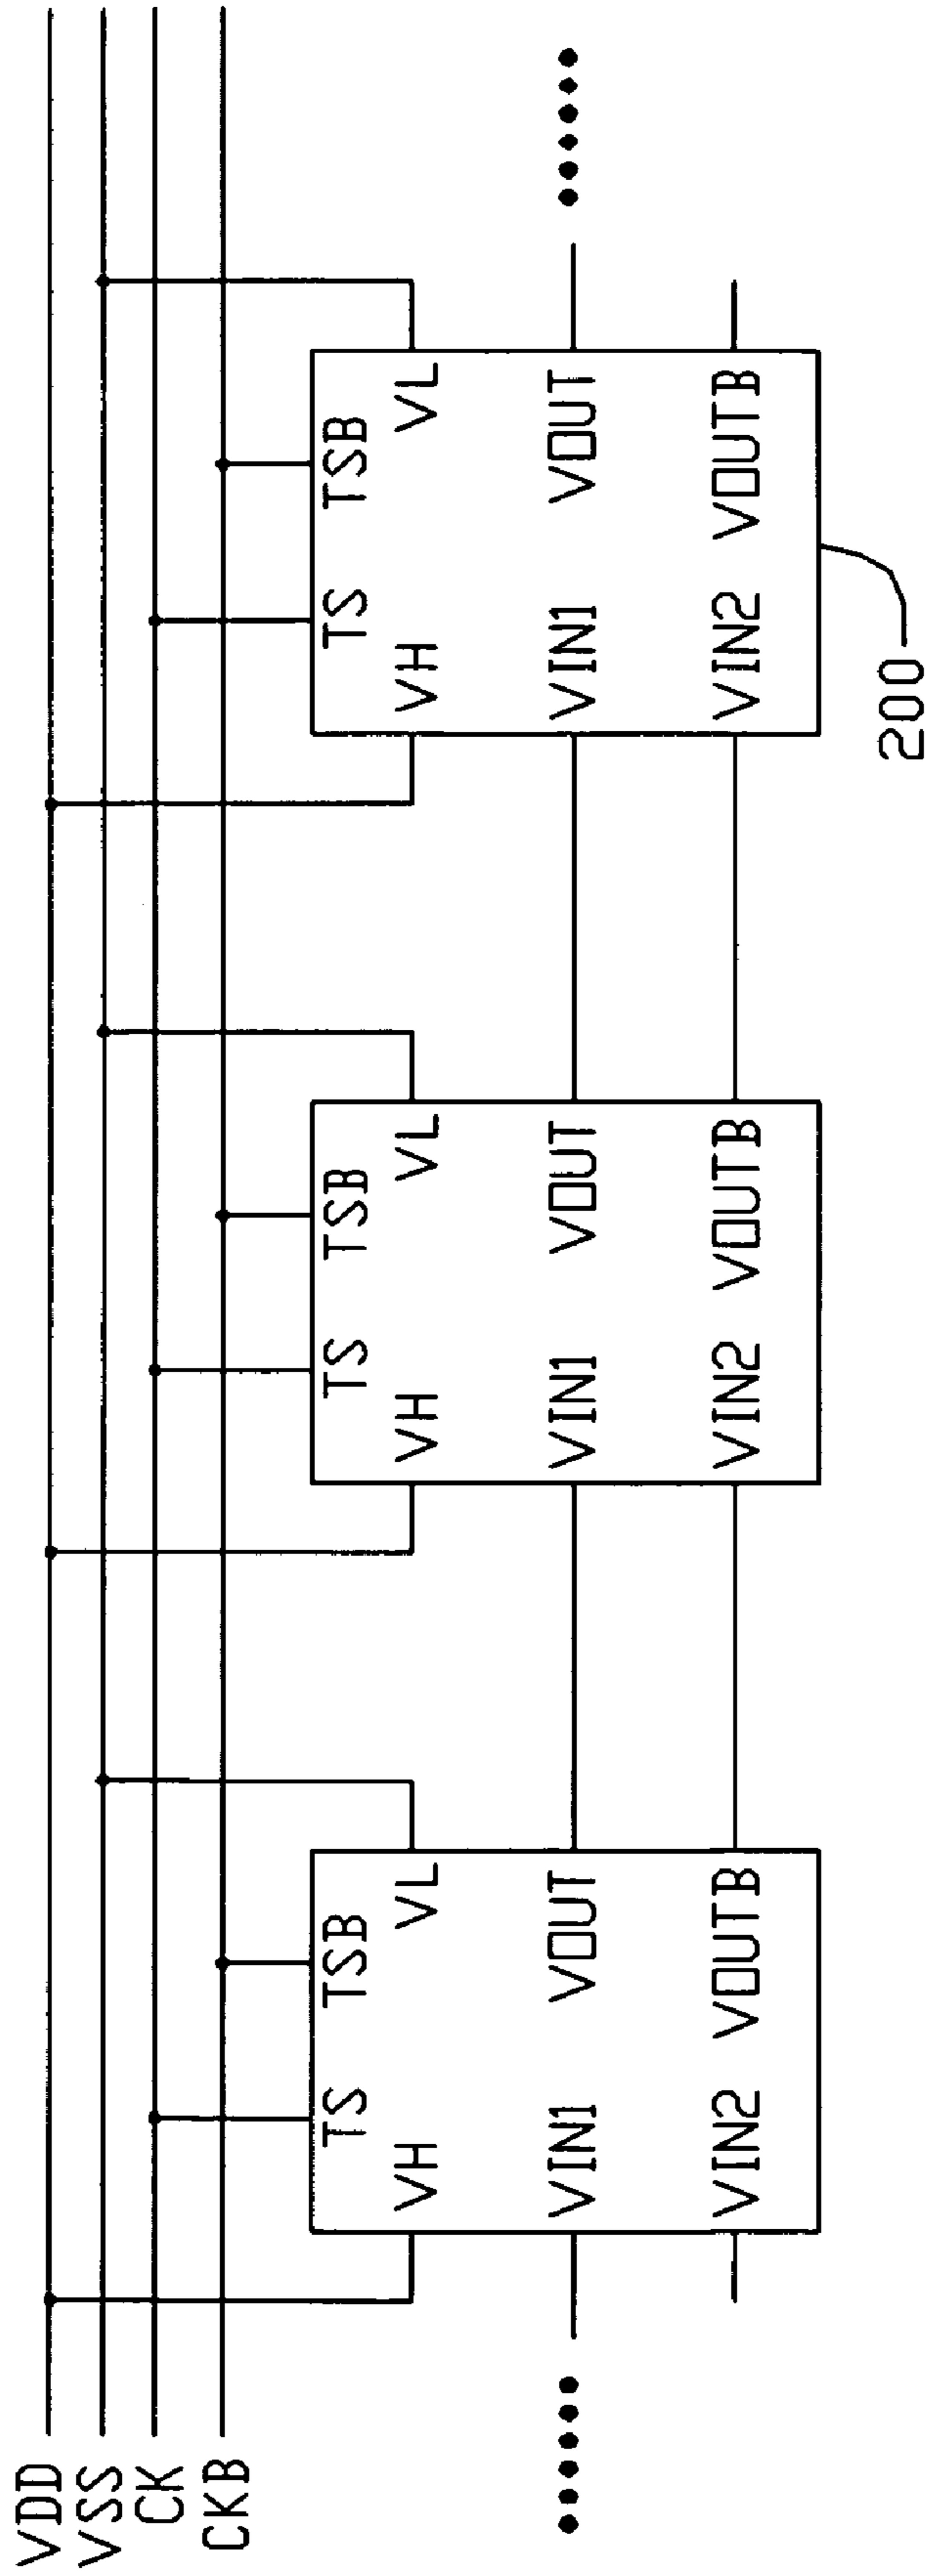 VDD
VSS
CK
CKB
TS TSB
VH VL
VIN1 VOUT
VIN2 VOUTB
TS TSB
VH VL
VIN1 VOUT
VIN2 VOUTB
TS TSB
VH VL
VIN1 VOUT
VIN2 VOUTB
200